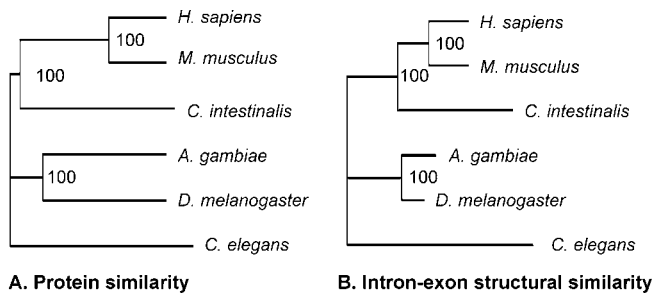 H. sapiens
100
M. musculus
100
C. intestinalis
A. gambiae
100
D. melanogaster
C. elegans
A. Protein similarity
H. sapiens
100
M. musculus
100
C. intestinalis
A. gambiae
100
D. melanogaster
C. elegans
B. Intron-exon structural similarity